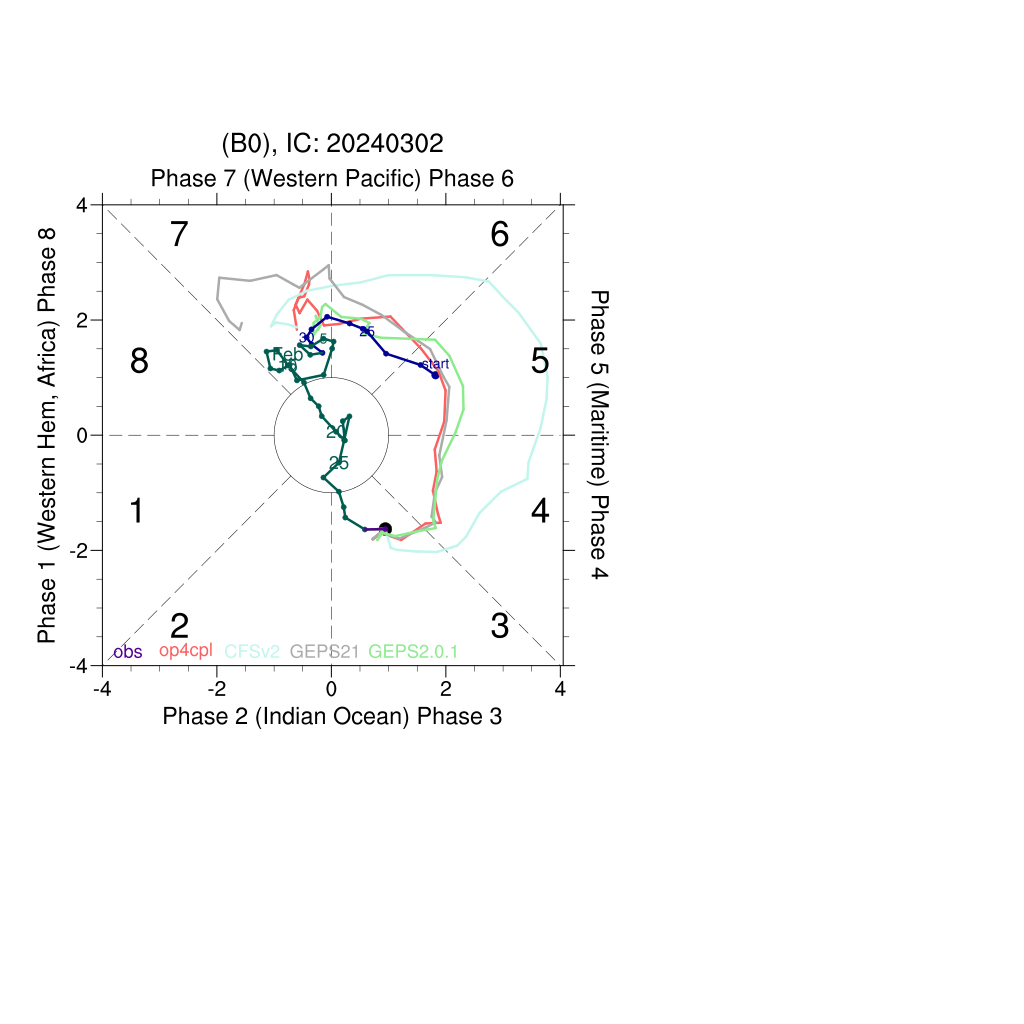 (B0), IC: 20240302
Phase 7 (Western Pacific) Phase 6
4
7
6
Phase 1 (Western Hem, Africa) Phase 8
Phase 5 (Maritime) Phase 4
2
25
30
5
start
Feb
8
5
10
0
20
25
1
4
-2
2
3
obs op4cpl CFSv2 GEPS21 GEPS2.0.1
-4
-4 -2 0 2 4
Phase 2 (Indian Ocean) Phase 3